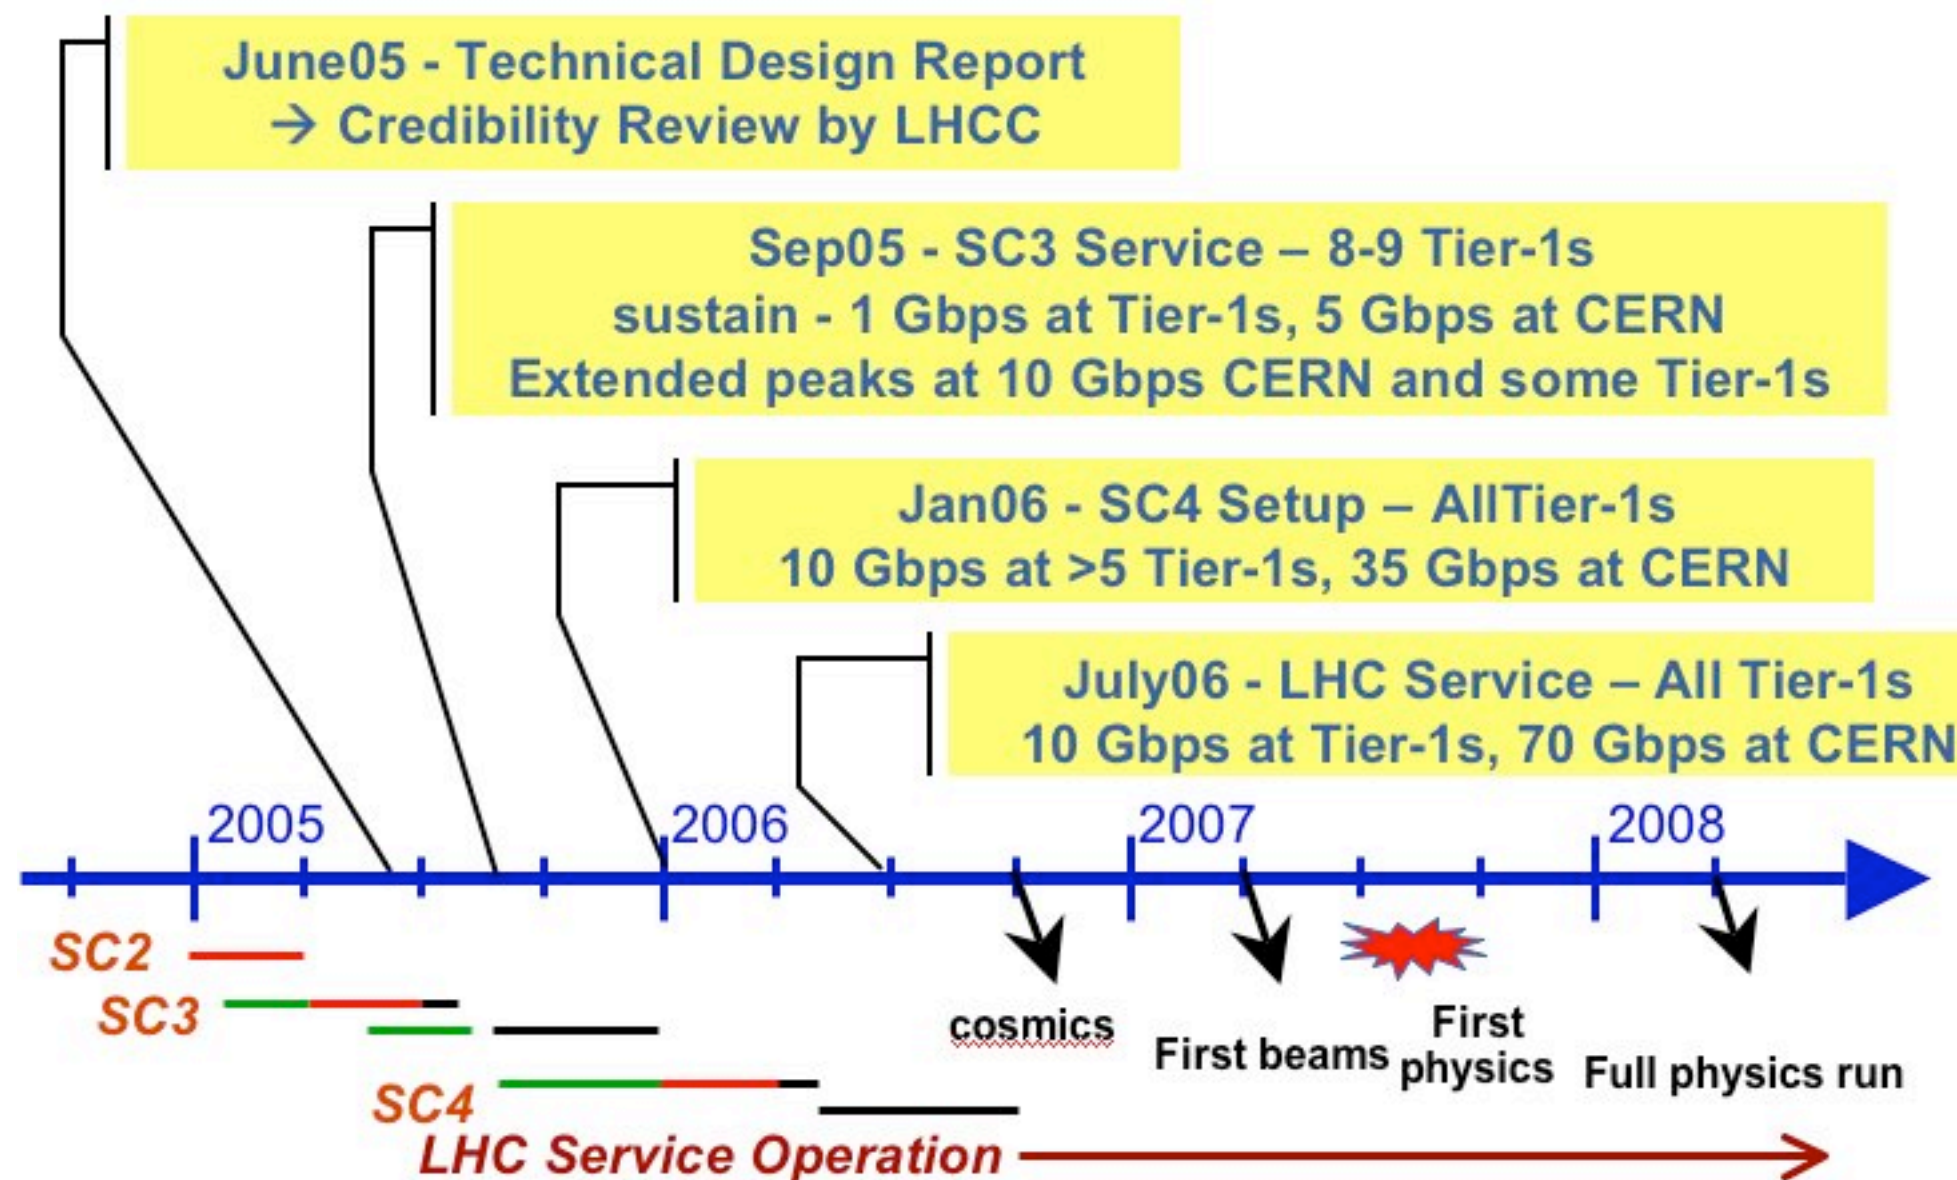 June05 - Technical Design Report
→ Credibility Review by LHCC
Sep05 - SC3 Service – 8-9 Tier-1s
sustain - 1 Gbps at Tier-1s, 5 Gbps at CERN
Extended peaks at 10 Gbps CERN and some Tier-1s
Jan06 - SC4 Setup – AllTier-1s
10 Gbps at >5 Tier-1s, 35 Gbps at CERN
July06 - LHC Service – All Tier-1s
10 Gbps at Tier-1s, 70 Gbps at CERN
2005
2006
2007
2008
SC2
SC3
cosmics
First beams
First
physics
Full physics run
SC4
LHC Service Operation